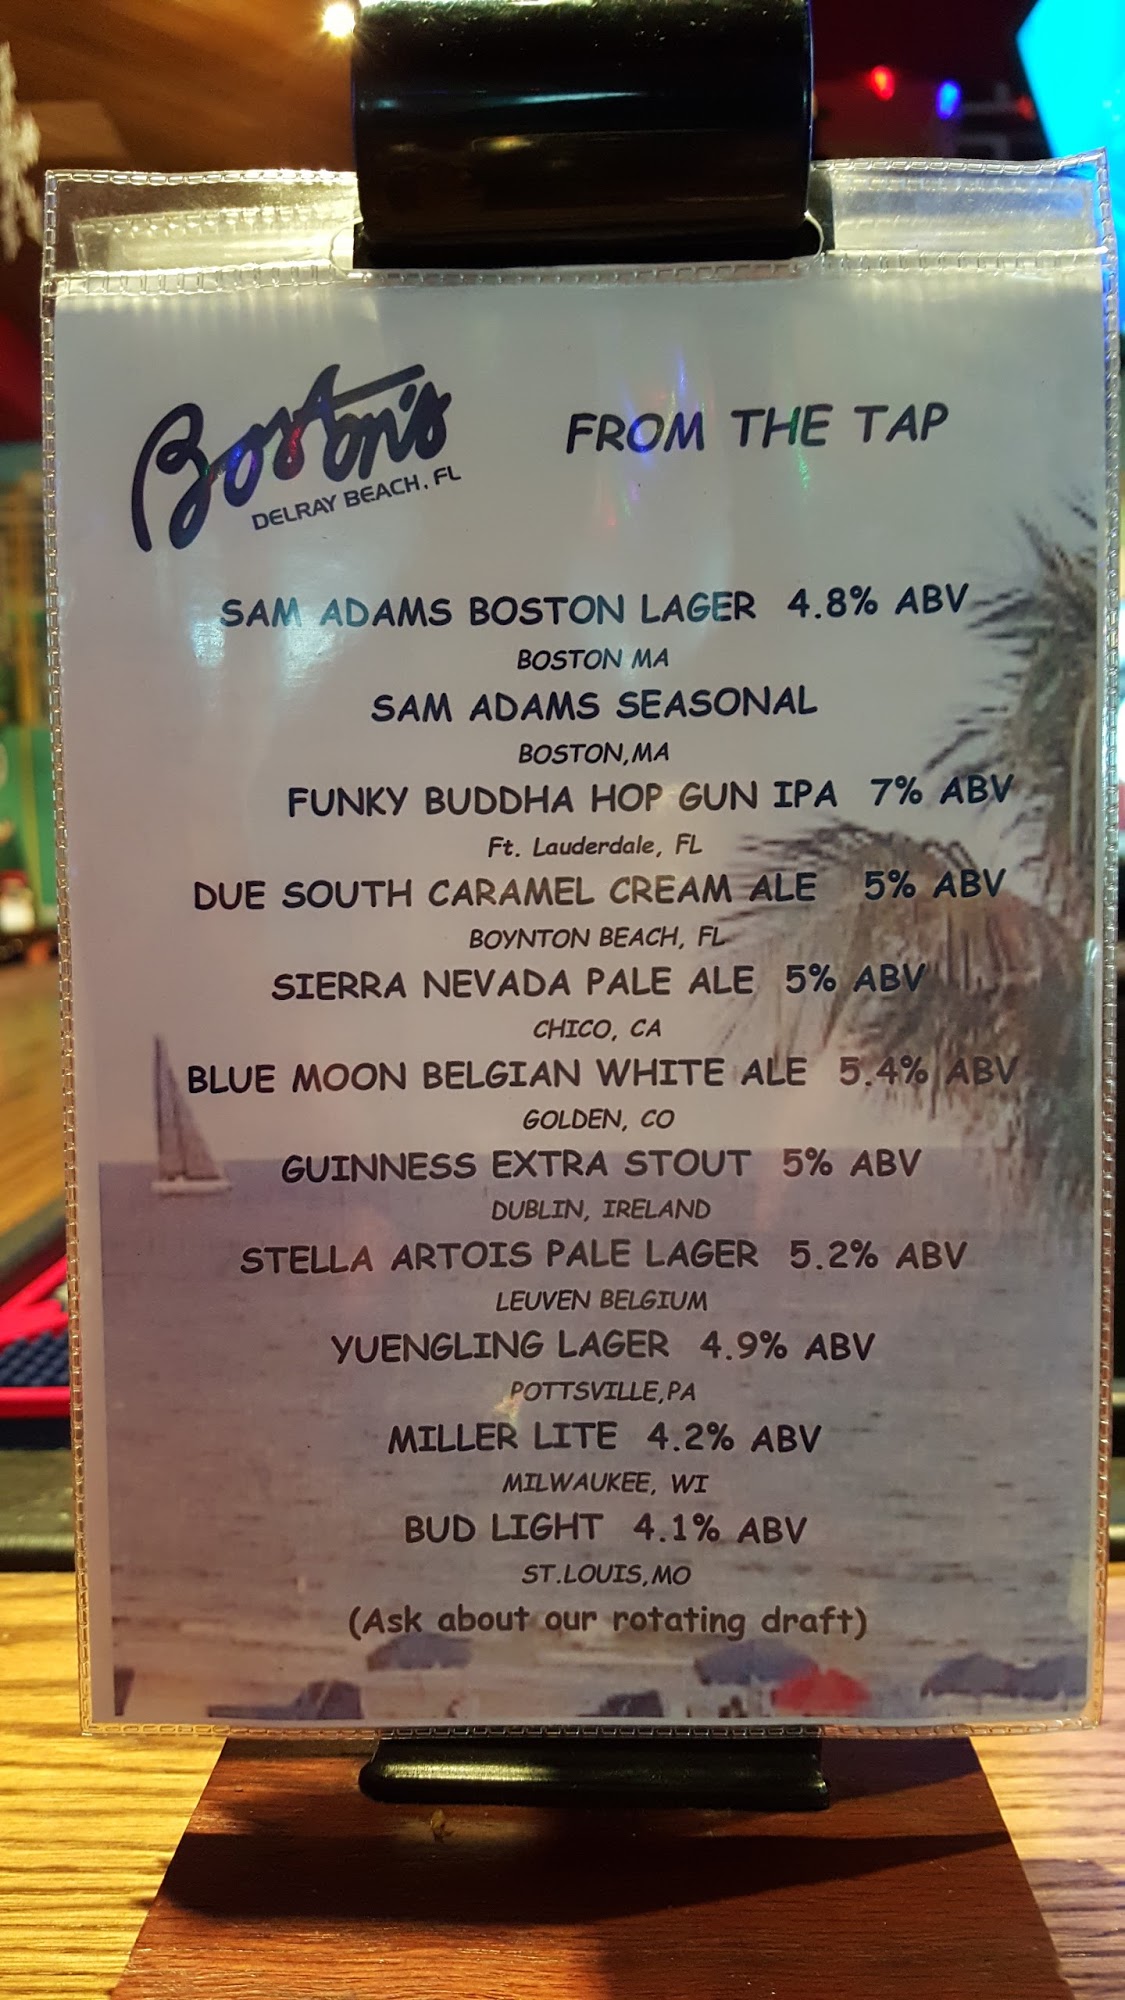 Boston's
DELRAY BEACH, FL
FROM THE TAP
SAM ADAMS BOSTON LAGER 4.8% ABV
BOSTON MA
SAM ADAMS SEASONAL
BOSTON,MA
FUNKY BUDDHA HOP GUN IPA 7% ABV
Ft. Lauderdale, FL
DUE SOUTH CARAMEL CREAM ALE 5% ABV
BOYNTON BEACH, FL
SIERRA NEVADA PALE ALE 5% ABV
CHICO, CA
BLUE MOON BELGIAN WHITE ALE 5.4% ABV
GOLDEN, CO
GUINNESS EXTRA STOUT 5% ABV
DUBLIN, IRELAND
STELLA ARTOIS PALE LAGER 5.2% ABV
LEUVEN BELGIUM
YUENGLING LAGER 4.9% ABV
POTTSVILLE,PA
MILLER LITE 4.2% ABV
MILWAUKEE, WI
BUD LIGHT 4.1% ABV
ST.LOUIS,MO
(Ask about our rotating draft)